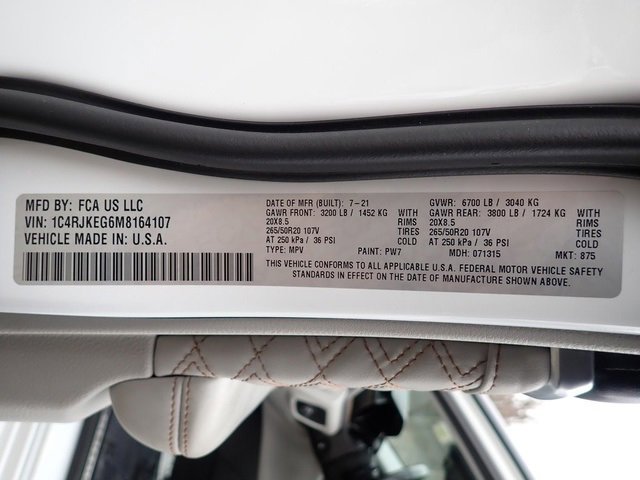 MFD BY: FCA US LLC
VIN: 1C4RJKEG6M8164107
VEHICLE MADE IN: U.S.A.
DATE OF MFR (BUILT): 7-21
GAWR FRONT: 3200 LB / 1452 KG WITH
20X8.5 RIMS
265/50R20 107V TIRES
AT 250 kPa / 36 PSI COLD
TYPE: MPV PAINT: PW7
GVWR: 6700 LB / 3040 KG
GAWR REAR: 3800 LB / 1724 KG WITH
20X8.5 RIMS
265/50R20 107V TIRES
AT 250 kPa / 36 PSI COLD
MDH: 071315 MKT: 875
THIS VEHICLE CONFORMS TO ALL APPLICABLE U.S.A. FEDERAL MOTOR VEHICLE SAFETY
STANDARDS IN EFFECT ON THE DATE OF MANUFACTURE SHOWN ABOVE.